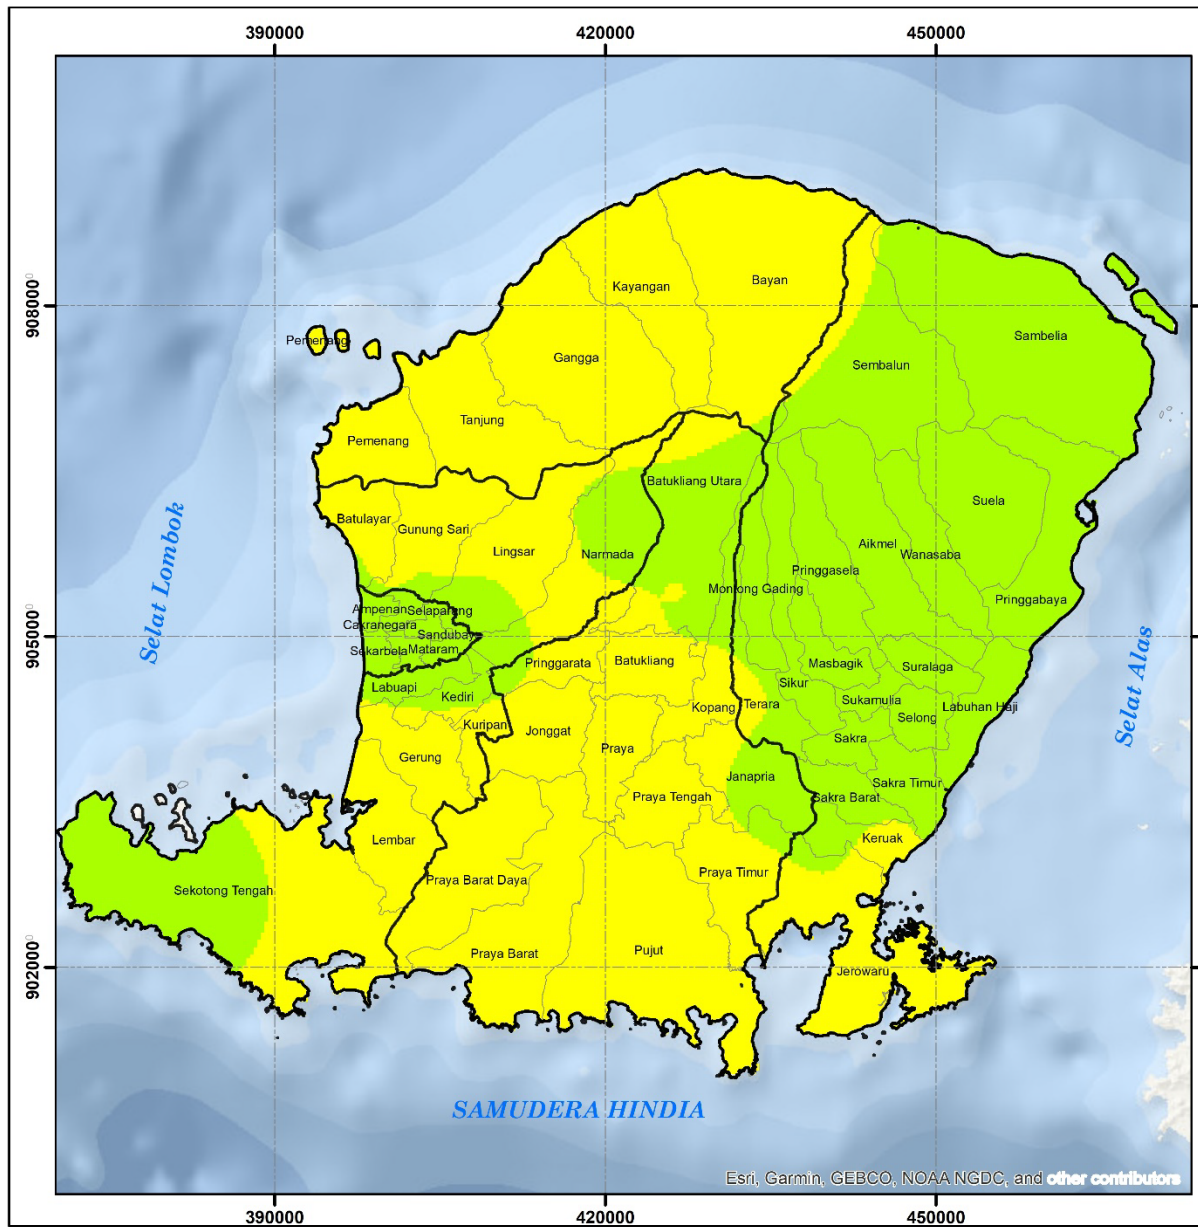 390000 420000 450000
Kayangan
Bayan
908000
Sambelia
Pemenang
Gangga
Sembalun
Tanjung
Pemenang
Batukliang Utara
Suela
Batulayar
Gunung Sari
Lingsar
Narmada
Aikmel
Wanasaba
Pringgasela
Montong Gading
Pringgabaya
Selat Lombok
Ampenan
Selaparang
Cakranegara
Sandubaya
905000
Sekarbela
Mataram
Pringgarata
Batukliang
Masbagik
Suralaga
Selat Alas
Labuapi
Kediri
Sikur
Sukamulia
Kopang
Terara
Labuhan Haji
Selong
Kuripan
Jonggat
Sakra
Gerung
Praya
Janapria
Sakra Timur
Praya Tengah
Sakra Barat
Lembar
Keruak
Praya Timur
Praya Barat Daya
Sekotong Tengah
Praya Barat
Pujut
902000
Jerowaru
SAMUDERA HINDIA
Esri, Garmin, GEBCO, NOAA NGDC, and other contributors
390000 420000 450000